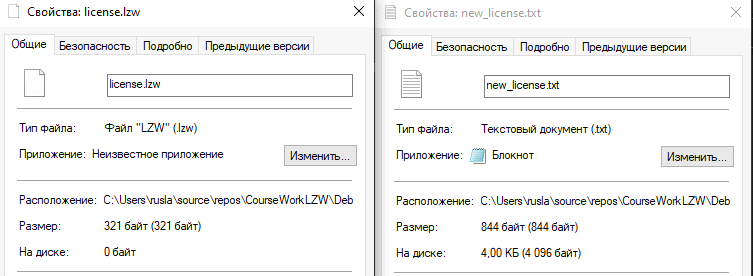 Свойства: license.lzw
Общие Безопасность Подробно Предыдущие версии
license.lzw
Тип файла: Файл "LZW" (.lzw)
Приложение: Неизвестное приложение Изменить...
Расположение: C:\Users\rusla\source\repos\CourseWorkLZW\Deb
Размер: 321 байт (321 байт)
На диске: 0 байт
Свойства: new_license.txt
Общие Безопасность Подробно Предыдущие версии
new_license.txt
Тип файла: Текстовый документ (.txt)
Приложение: Блокнот Изменить...
Расположение: C:\Users\rusla\source\repos\CourseWorkLZW\Deb
Размер: 844 байт (844 байт)
На диске: 4,00 КБ (4 096 байт)